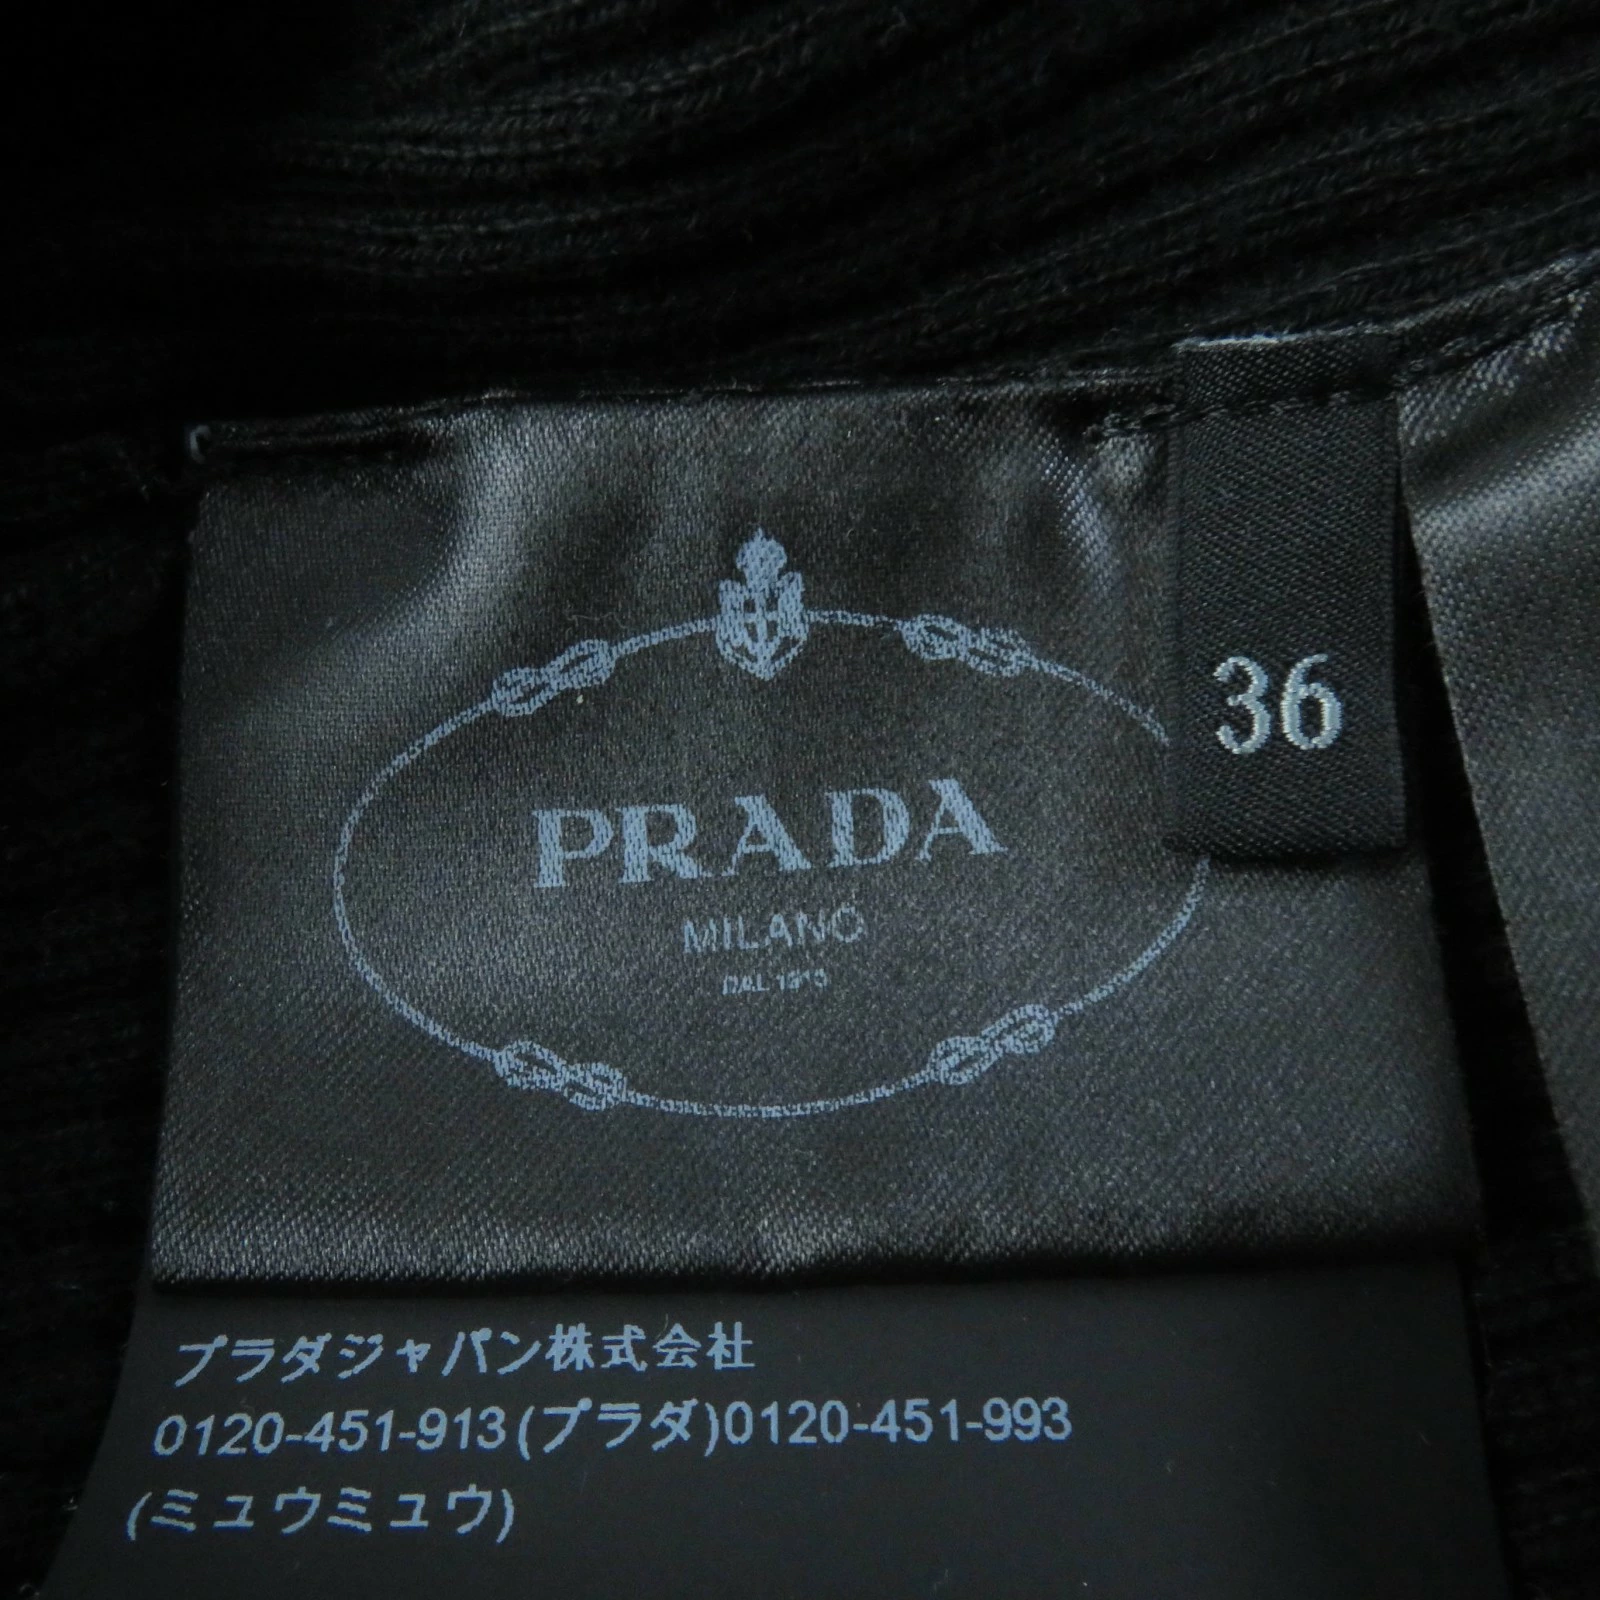 PRADA
MILANO
DAL 1913
36
プラダジャパン株式会社
0120-451-913(プラダ)0120-451-993
(ミュウミュウ)